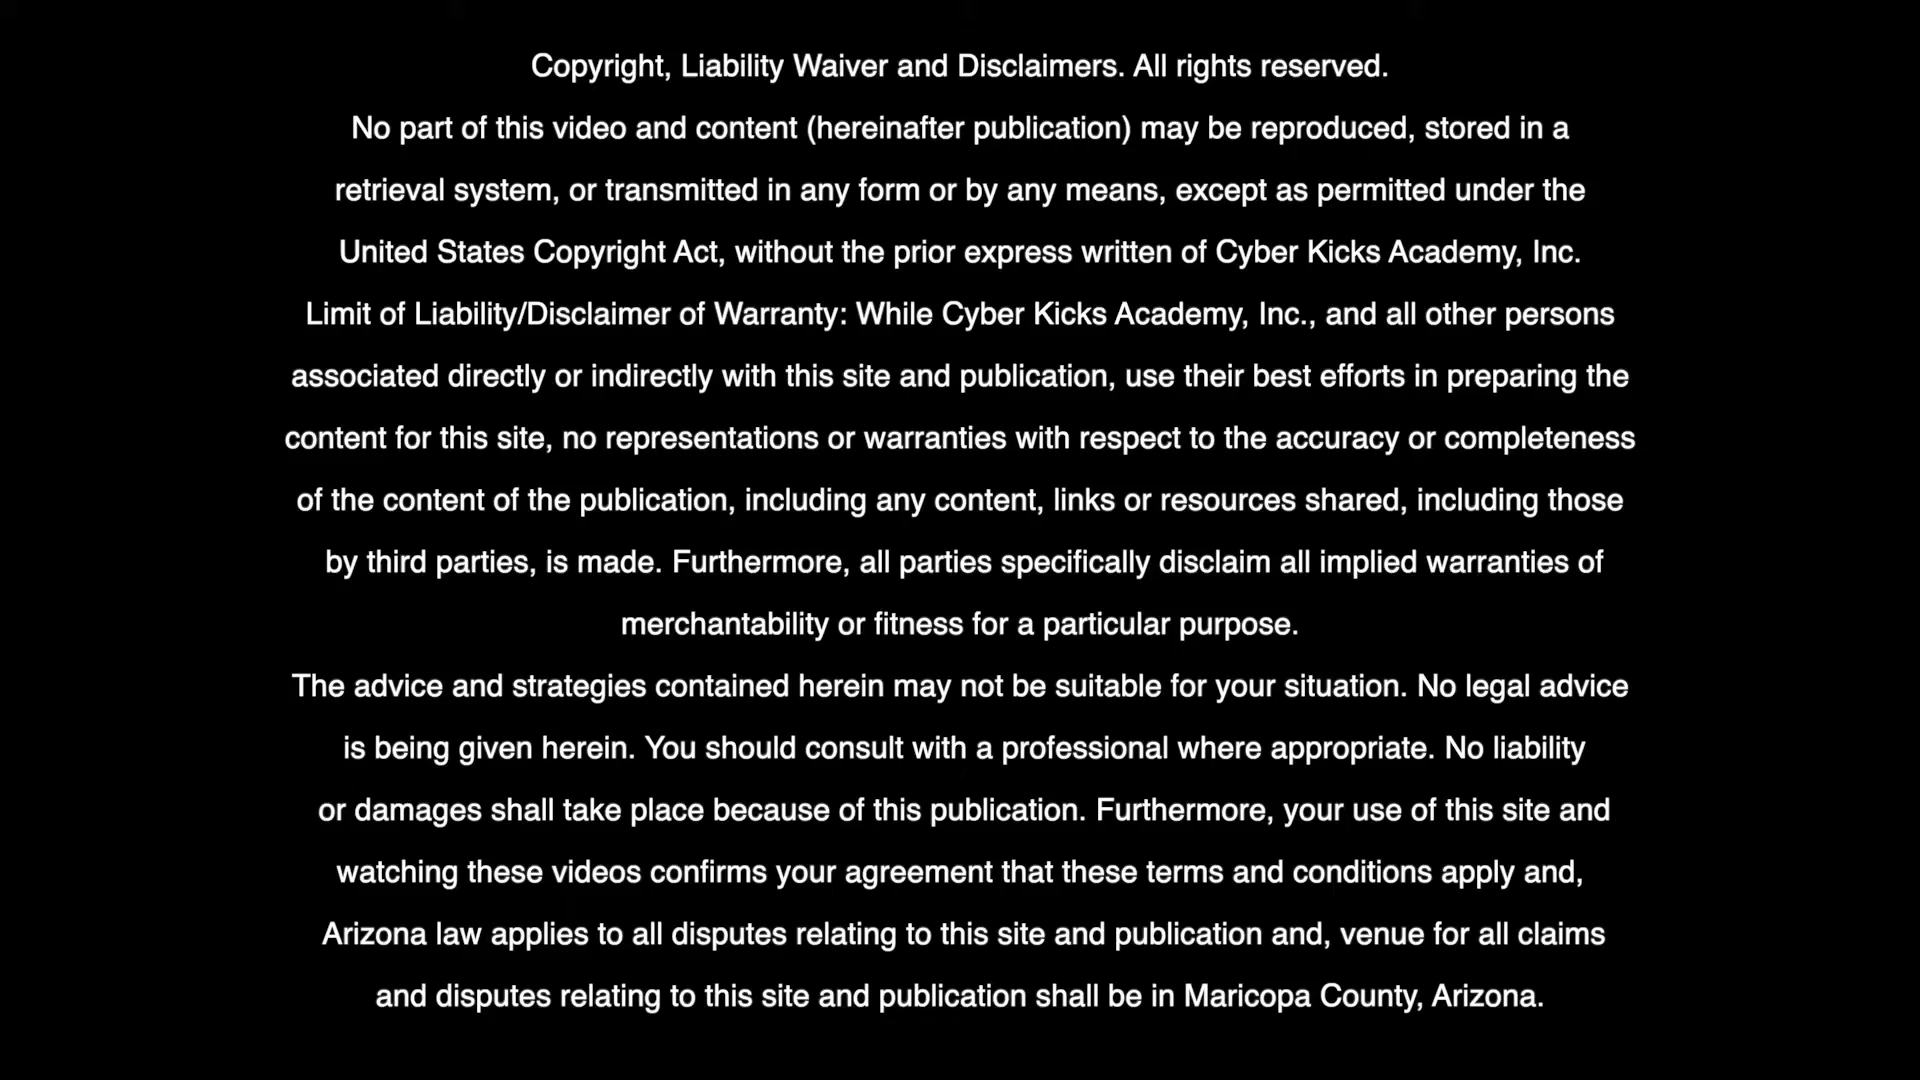 Copyright, Liability Waiver and Disclaimers. All rights reserved.
No part of this video and content (hereinafter publication) may be reproduced, stored in a
retrieval system, or transmitted in any form or by any means, except as permitted under the
United States Copyright Act, without the prior express written of Cyber Kicks Academy, Inc.
Limit of Liability/Disclaimer of Warranty: While Cyber Kicks Academy, Inc., and all other persons
associated directly or indirectly with this site and publication, use their best efforts in preparing the
content for this site, no representations or warranties with respect to the accuracy or completeness
of the content of the publication, including any content, links or resources shared, including those
by third parties, is made. Furthermore, all parties specifically disclaim all implied warranties of
merchantability or fitness for a particular purpose.
The advice and strategies contained herein may not be suitable for your situation. No legal advice
is being given herein. You should consult with a professional where appropriate. No liability
or damages shall take place because of this publication. Furthermore, your use of this site and
watching these videos confirms your agreement that these terms and conditions apply and,
Arizona law applies to all disputes relating to this site and publication and, venue for all claims
and disputes relating to this site and publication shall be in Maricopa County, Arizona.